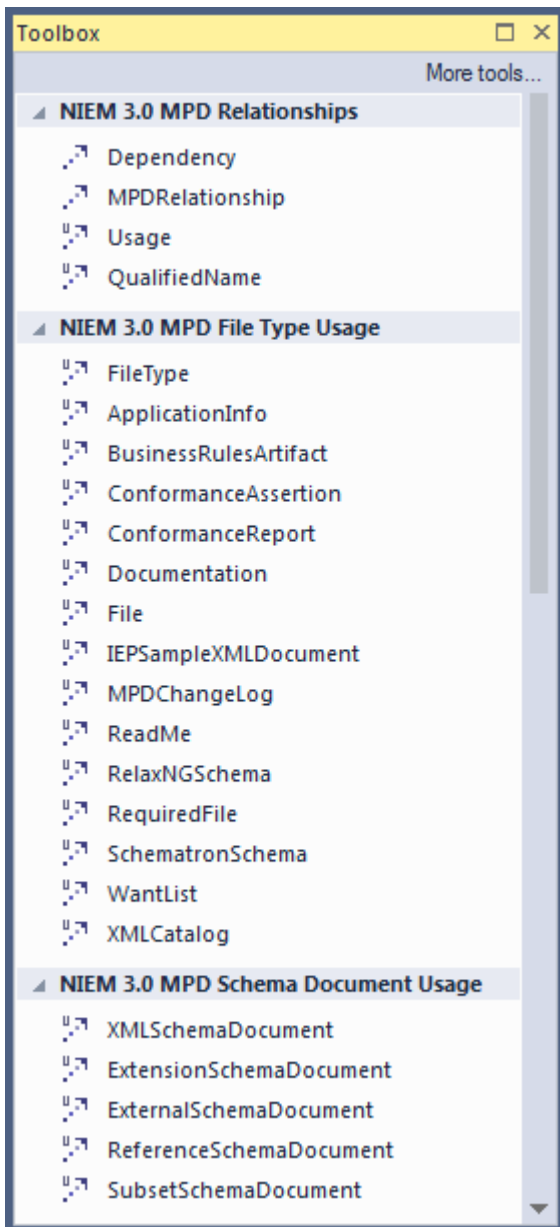 Toolbox
More tools...
NIEM 3.0 MPD Relationships
Dependency
MPDRelationship
U Usage
U QualifiedName
NIEM 3.0 MPD File Type Usage
U FileType
U ApplicationInfo
U BusinessRulesArtifact
U ConformanceAssertion
U ConformanceReport
U Documentation
U File
U IEPSampleXMLDocument
U MPDChangeLog
U ReadMe
U RelaxNGSchema
U RequiredFile
U SchematronSchema
U WantList
U XMLCatalog
NIEM 3.0 MPD Schema Document Usage
U XMLSchemaDocument
U ExtensionSchemaDocument
U ExternalSchemaDocument
U ReferenceSchemaDocument
U SubsetSchemaDocument